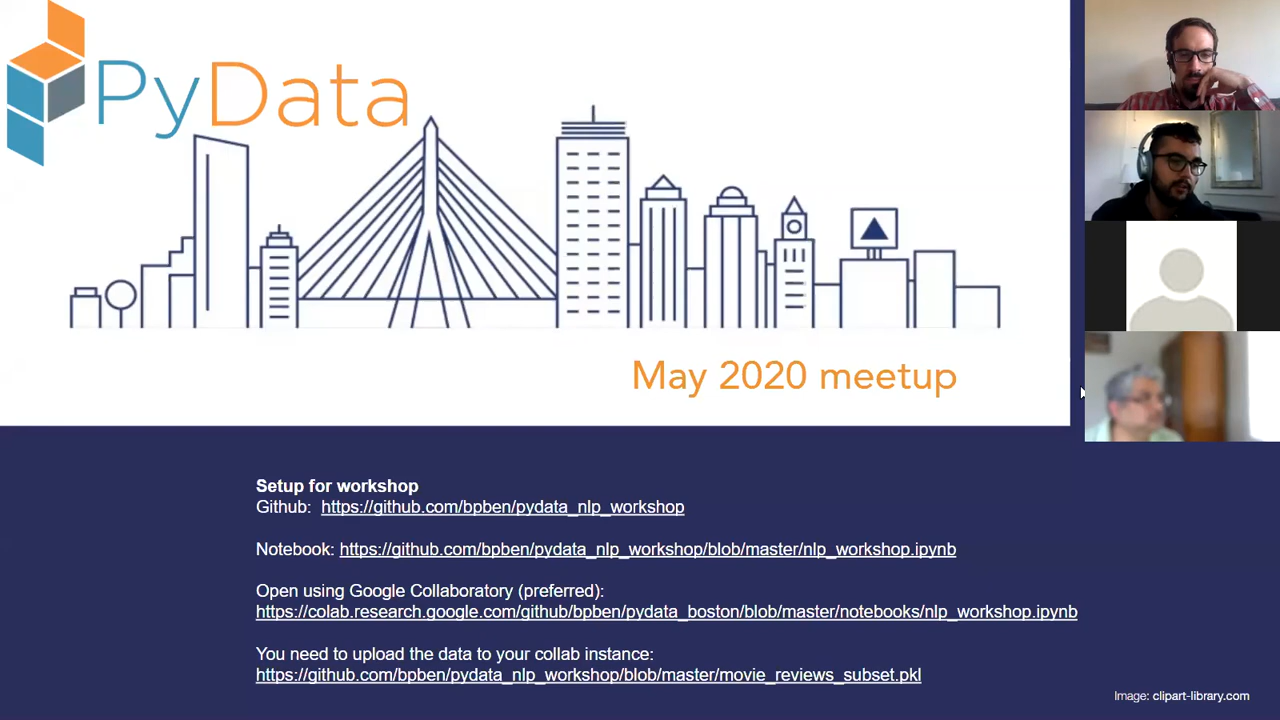 PyData
May 2020 meetup
Setup for workshop
Github: https://github.com/bpben/pydata_nlp_workshop
Notebook: https://github.com/bpben/pydata_nlp_workshop/blob/master/nlp_workshop.ipynb
Open using Google Collaboratory (preferred):
https://colab.research.google.com/github/bpben/pydata_boston/blob/master/notebooks/nlp_workshop.ipynb
You need to upload the data to your collab instance:
https://github.com/bpben/pydata_nlp_workshop/blob/master/movie_reviews_subset.pkl
Image: clipart-library.com